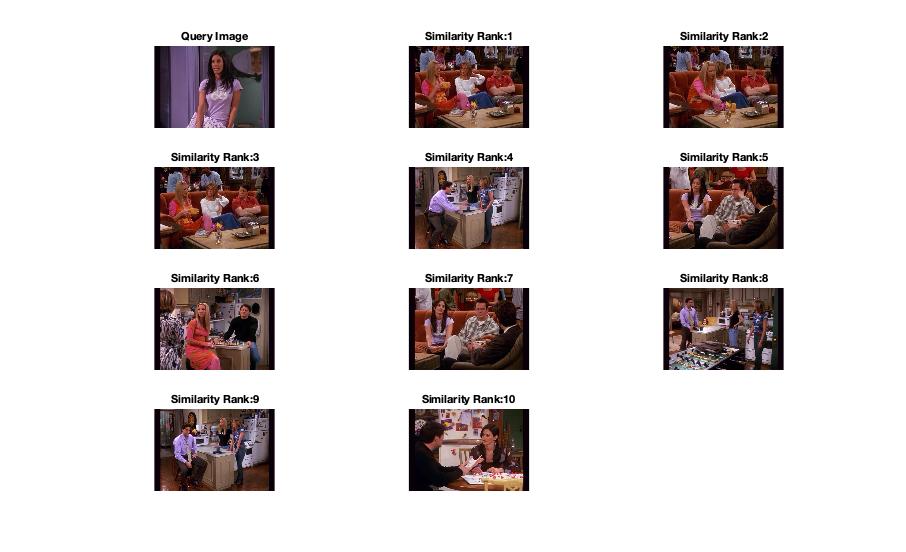 Query Image
Similarity Rank:1
Similarity Rank:2
Similarity Rank:3
Similarity Rank:4
Similarity Rank:5
Similarity Rank:6
Similarity Rank:7
Similarity Rank:8
Similarity Rank:9
Similarity Rank:10